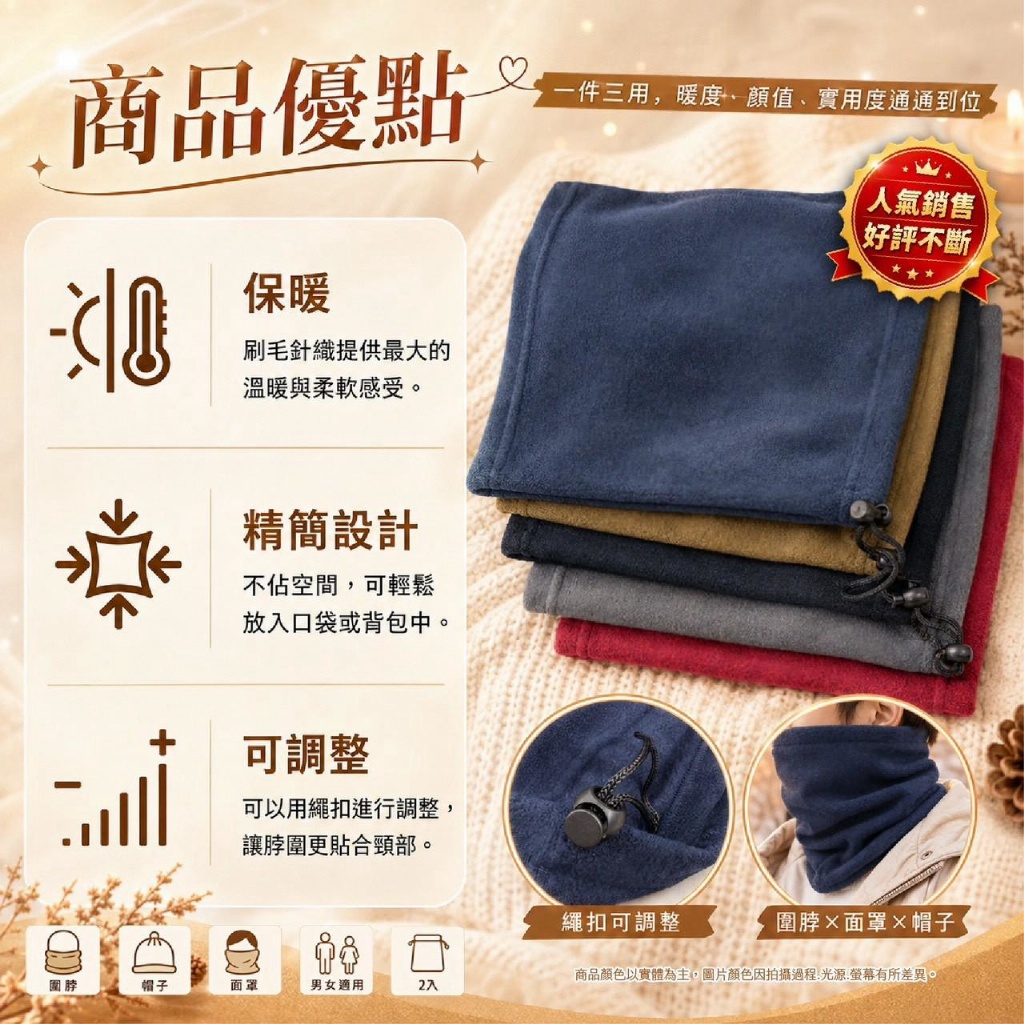 商品優點
一件三用，暖度、顏值、實用度通通到位
人氣銷售
好評不斷
保暖
刷毛針織提供最大的
溫暖與柔軟感受。
精簡設計
不佔空間，可輕鬆
放入口袋或背包中。
可調整
可以用繩扣進行調整，
讓脖圍更貼合頸部。
繩扣可調整
圍脖×面罩×帽子
圍脖
帽子
面罩
男女適用
2入
商品顏色以實體為主，圖片顏色因拍攝過程.光源.螢幕有所差異。